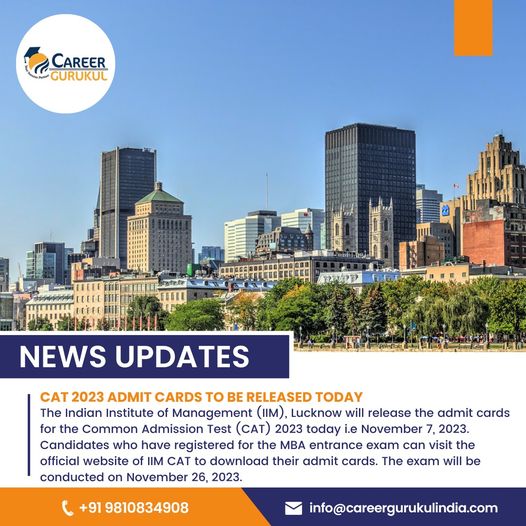 CAREER
GURUKUL
NEWS UPDATES
CAT 2023 ADMIT CARDS TO BE RELEASED TODAY
The Indian Institute of Management (IIM), Lucknow will release the admit cards
for the Common Admission Test (CAT) 2023 today i.e November 7, 2023.
Candidates who have registered for the MBA entrance exam can visit the
official website of IIM CAT to download their admit cards. The exam will be
conducted on November 26, 2023.
+91 9810834908
info@careergurukulindia.com